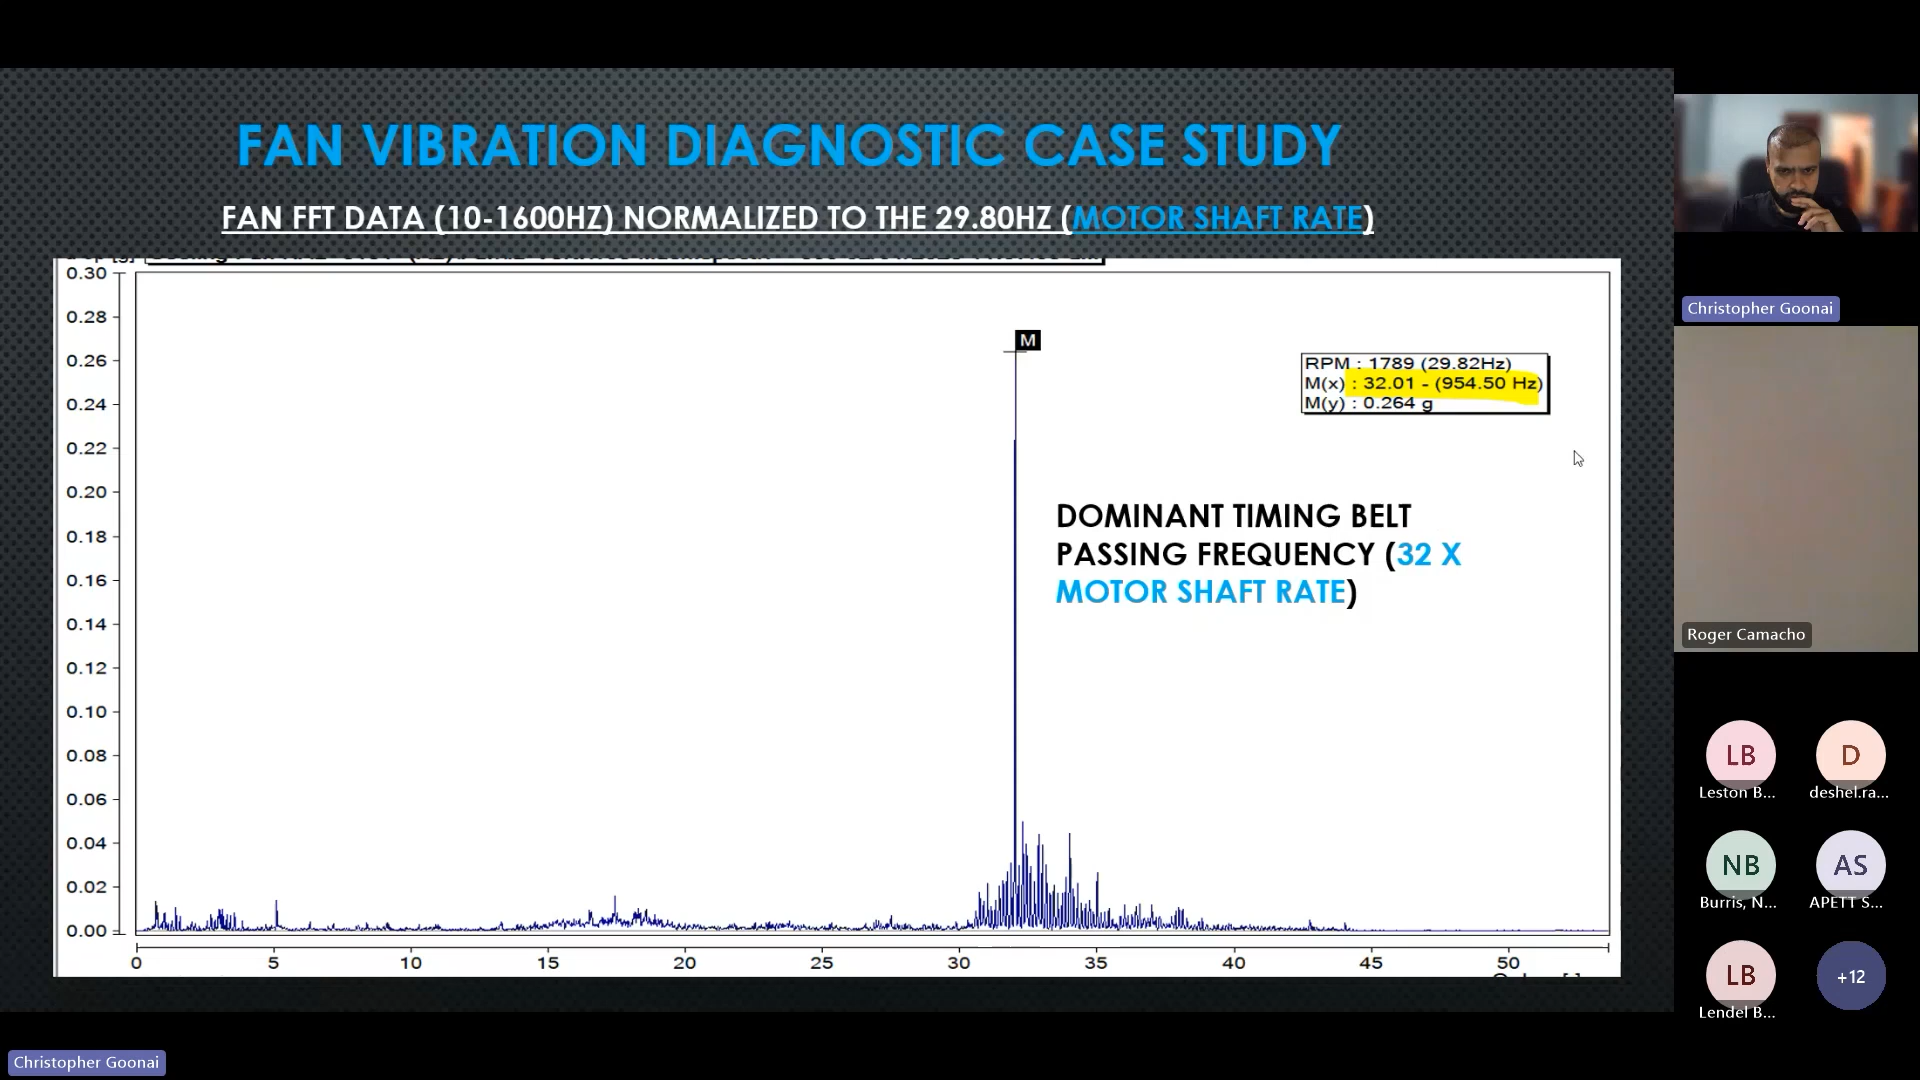 FAN VIBRATION DIAGNOSTIC CASE STUDY
FAN FFT DATA (10-1600HZ) NORMALIZED TO THE 29.80HZ (MOTOR SHAFT RATE)
0.30
0.28
0.26
0.24
0.22
0.20
0.18
0.16
0.14
0.12
0.10
0.08
0.06
0.04
0.02
0.00
M
RPM : 1789 (29.82Hz)
M(x) : 32.01 - (954.50 Hz)
M(y) : 0.264 g
DOMINANT TIMING BELT
PASSING FREQUENCY (32 X
MOTOR SHAFT RATE)
0 5 10 15 20 25 30 35 40 45 50
Christopher Goonai
Roger Camacho
LB
Leston B...
D
deshel.ra...
NB
Burris, N...
AS
APETT S...
LB
Lendel B...
+12
Christopher Goonai